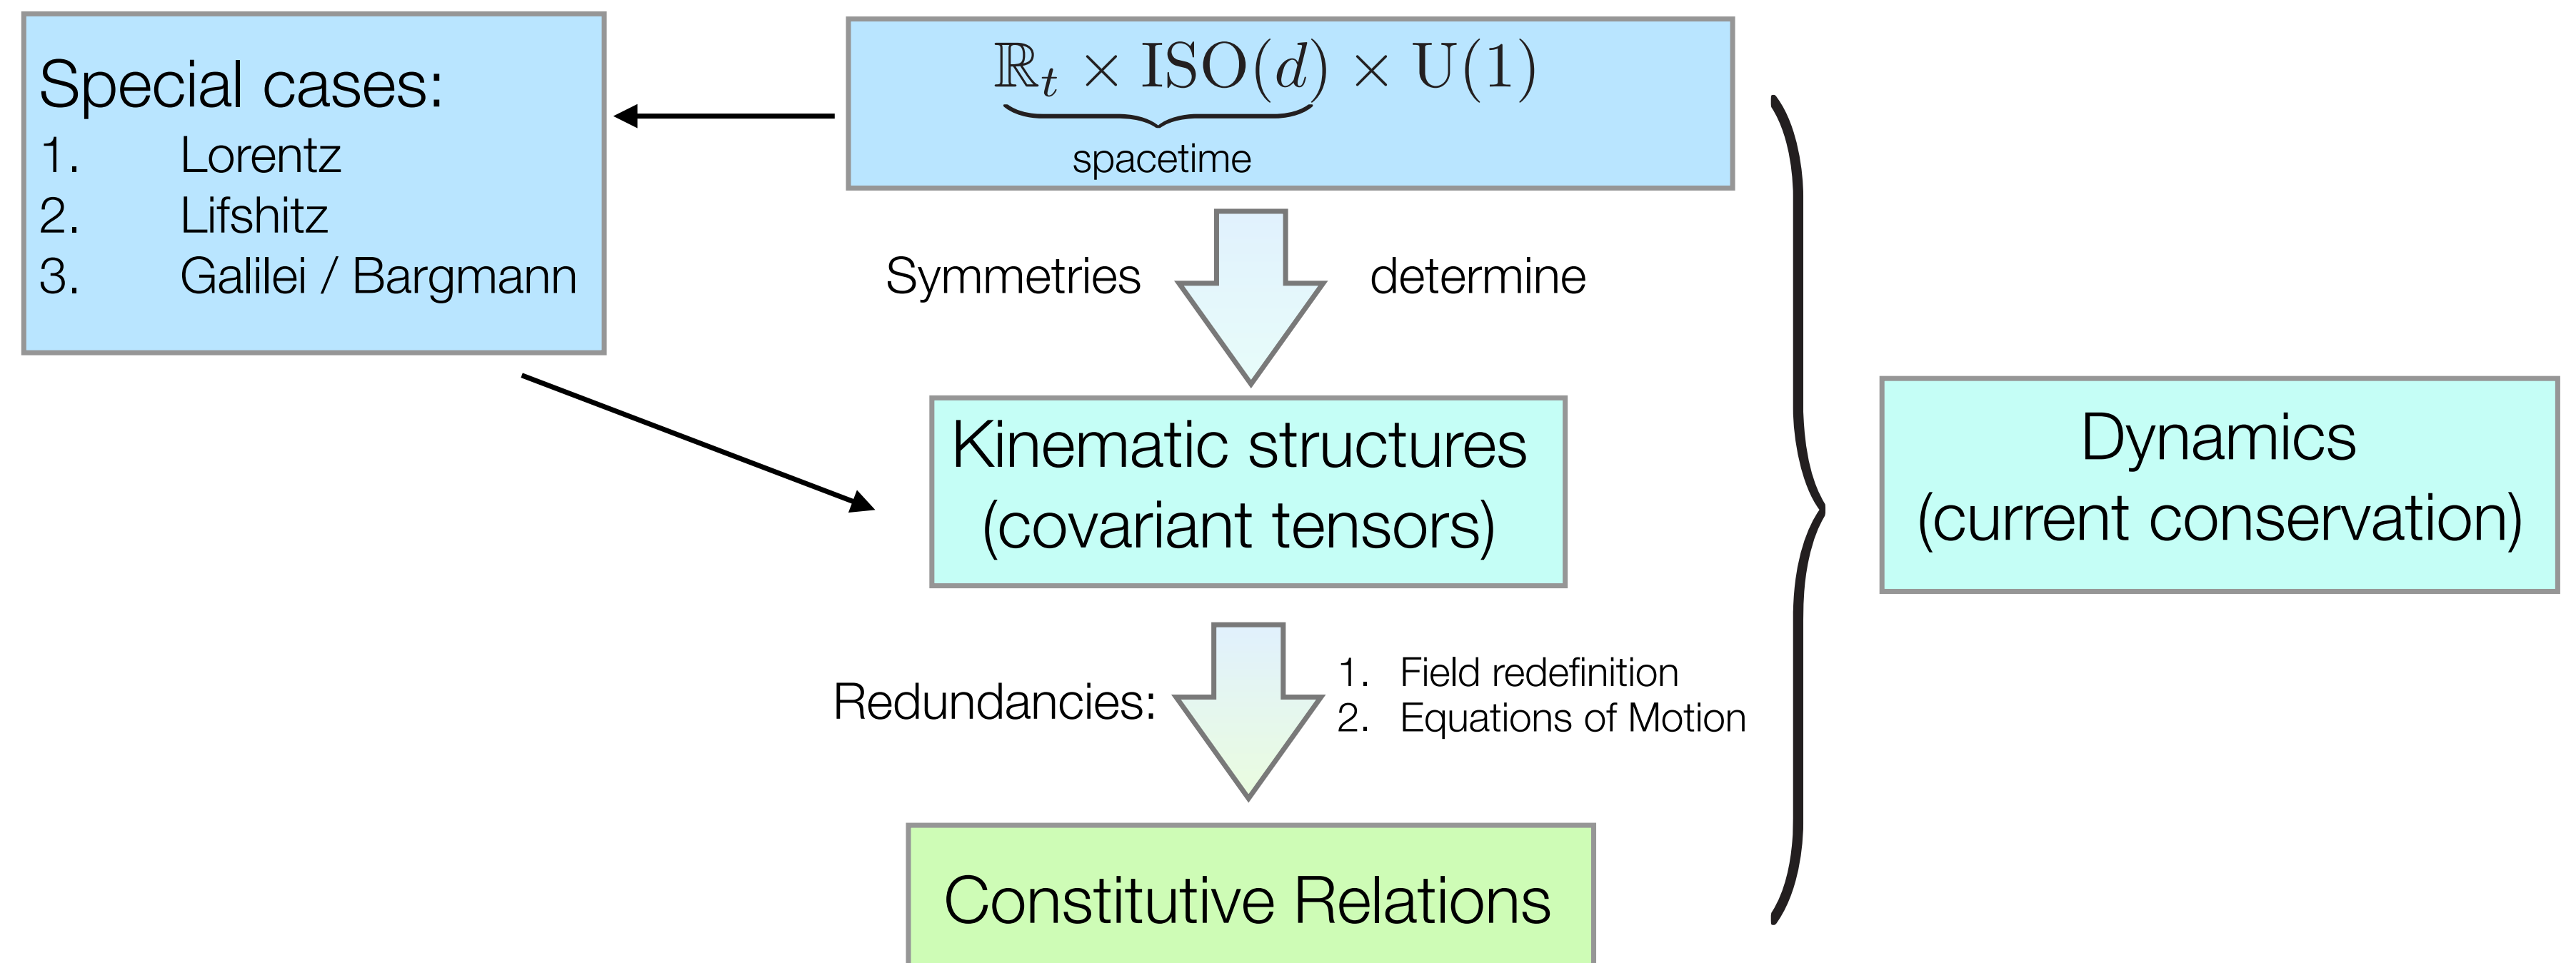 Special cases:
1. Lorentz
2. Lifshitz
3. Galilei / Bargmann
ℝₜ × ISO(d) × U(1)
spacetime
Symmetries determine
Kinematic structures
(covariant tensors)
Redundancies:
1. Field redefinition
2. Equations of Motion
Constitutive Relations
Dynamics
(current conservation)